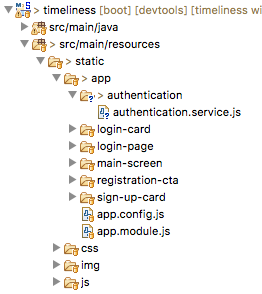 > timeliness [boot] [devtools] [timeliness wi
src/main/java
> src/main/resources
> static
> app
> authentication
authentication.service.js
login-card
login-page
main-screen
registration-cta
sign-up-card
app.config.js
app.module.js
css
img
js